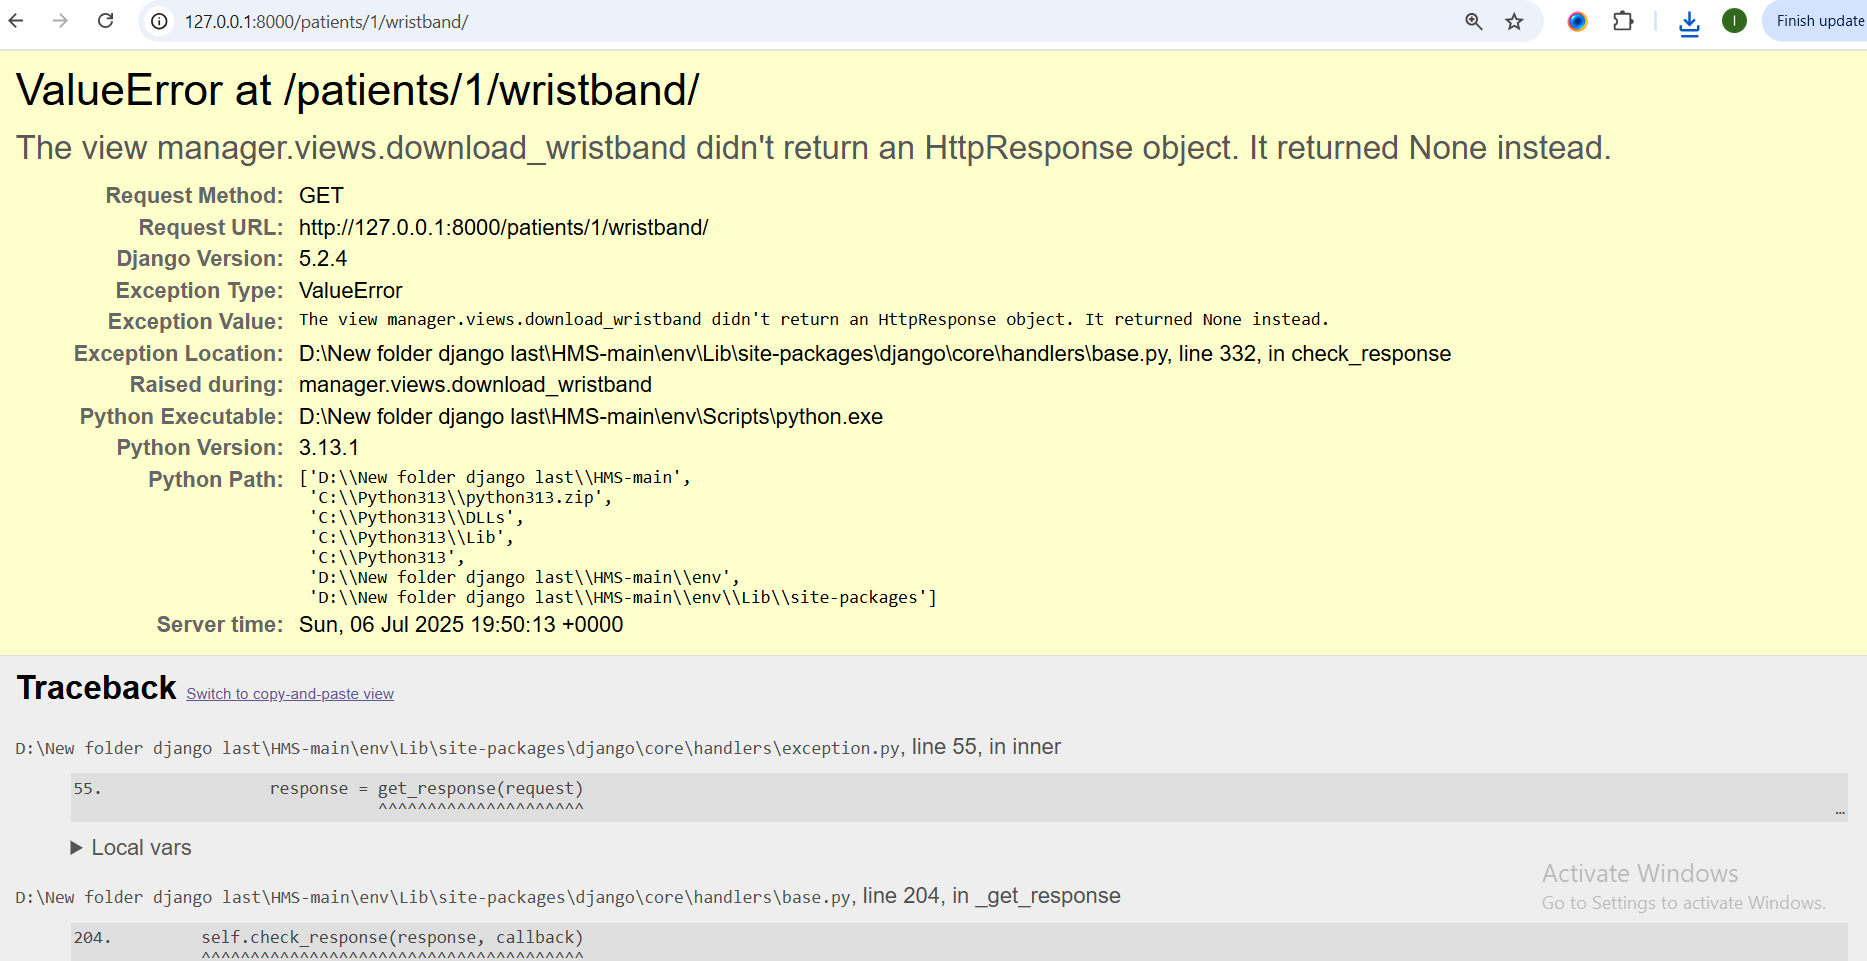 127.0.0.1:8000/patients/1/wristband/
I
Finish update
ValueError at /patients/1/wristband/
The view manager.views.download_wristband didn't return an HttpResponse object. It returned None instead.
Request Method: GET
Request URL: http://127.0.0.1:8000/patients/1/wristband/
Django Version: 5.2.4
Exception Type: ValueError
Exception Value: The view manager.views.download_wristband didn't return an HttpResponse object. It returned None instead.
Exception Location: D:\New folder django last\HMS-main\env\Lib\site-packages\django\core\handlers\base.py, line 332, in check_response
Raised during: manager.views.download_wristband
Python Executable: D:\New folder django last\HMS-main\env\Scripts\python.exe
Python Version: 3.13.1
Python Path: ['D:\\New folder django last\\HMS-main',
'C:\\Python313\\python313.zip',
'C:\\Python313\\DLLs',
'C:\\Python313\\Lib',
'C:\\Python313',
'D:\\New folder django last\\HMS-main\\env',
'D:\\New folder django last\\HMS-main\\env\\Lib\\site-packages']
Server time: Sun, 06 Jul 2025 19:50:13 +0000
Traceback Switch to copy-and-paste view
D:\New folder django last\HMS-main\env\Lib\site-packages\django\core\handlers\exception.py, line 55, in inner
55. response = get_response(request)
^^^^^^^^^^^^^^^^^^^^^
…
Local vars
D:\New folder django last\HMS-main\env\Lib\site-packages\django\core\handlers\base.py, line 204, in _get_response
204. self.check_response(response, callback)
^^^^^^^^^^^^^^^^^^^^^^^^^^^^^^^^^^^^^^^
Activate Windows
Go to Settings to activate Windows.